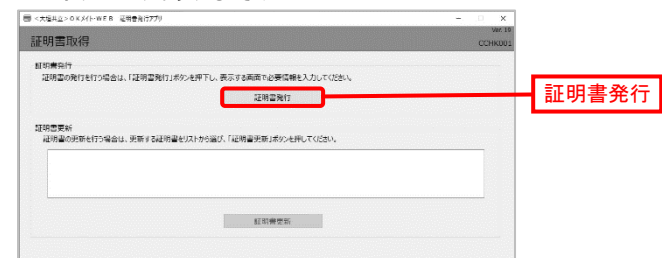 <大垣共立>OKメイト・WEB 証明書発行アプリ
Ver. 19
証明書取得
CCHK001
証明書発行
証明書の発行を行う場合は、「証明書発行」ボタンを押下し、表示する画面で必要情報を入力してください。
証明書発行
証明書発行
証明書更新
証明書の更新を行う場合は、更新する証明書をリストから選び、「証明書更新」ボタンを押してください。
証明書更新